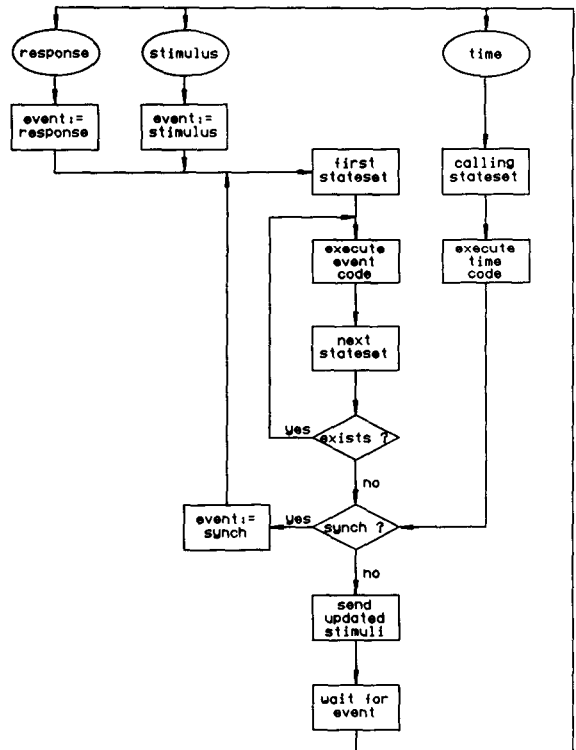 response
stimulus
time
event:=
response
event:=
stimulus
first
stateset
calling
stateset
execute
event
code
execute
time
code
next
stateset
yes
exists ?
no
event:=
synch
yes
synch ?
no
send
updated
stimuli
wait for
event